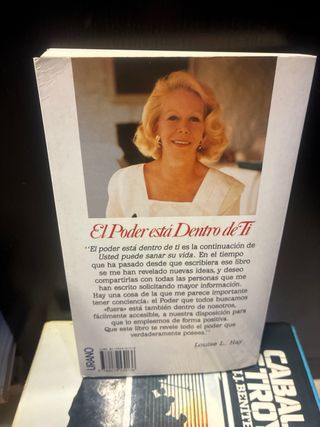 El Poder está Dentro de Ti
"El poder está dentro de ti es la continuación de
Usted puede sanar su vida. En el tiempo
que ha pasado desde que escribiera ese libro
se me han revelado nuevas ideas, y deseo
compartirlas con todas las personas que me
han escrito solicitando mayor información.
Hay una cosa de la que me parece importante
tener conciencia: el Poder que todos buscamos
«fuera» está también dentro de nosotros,
fácilmente accesible, a nuestra disposición para
que lo empleemos de forma positiva.
Que este libro te revele todo el poder que
verdaderamente posees."
Louise L. Hay
URANO
CABAL
TROY
J.J. BENITE